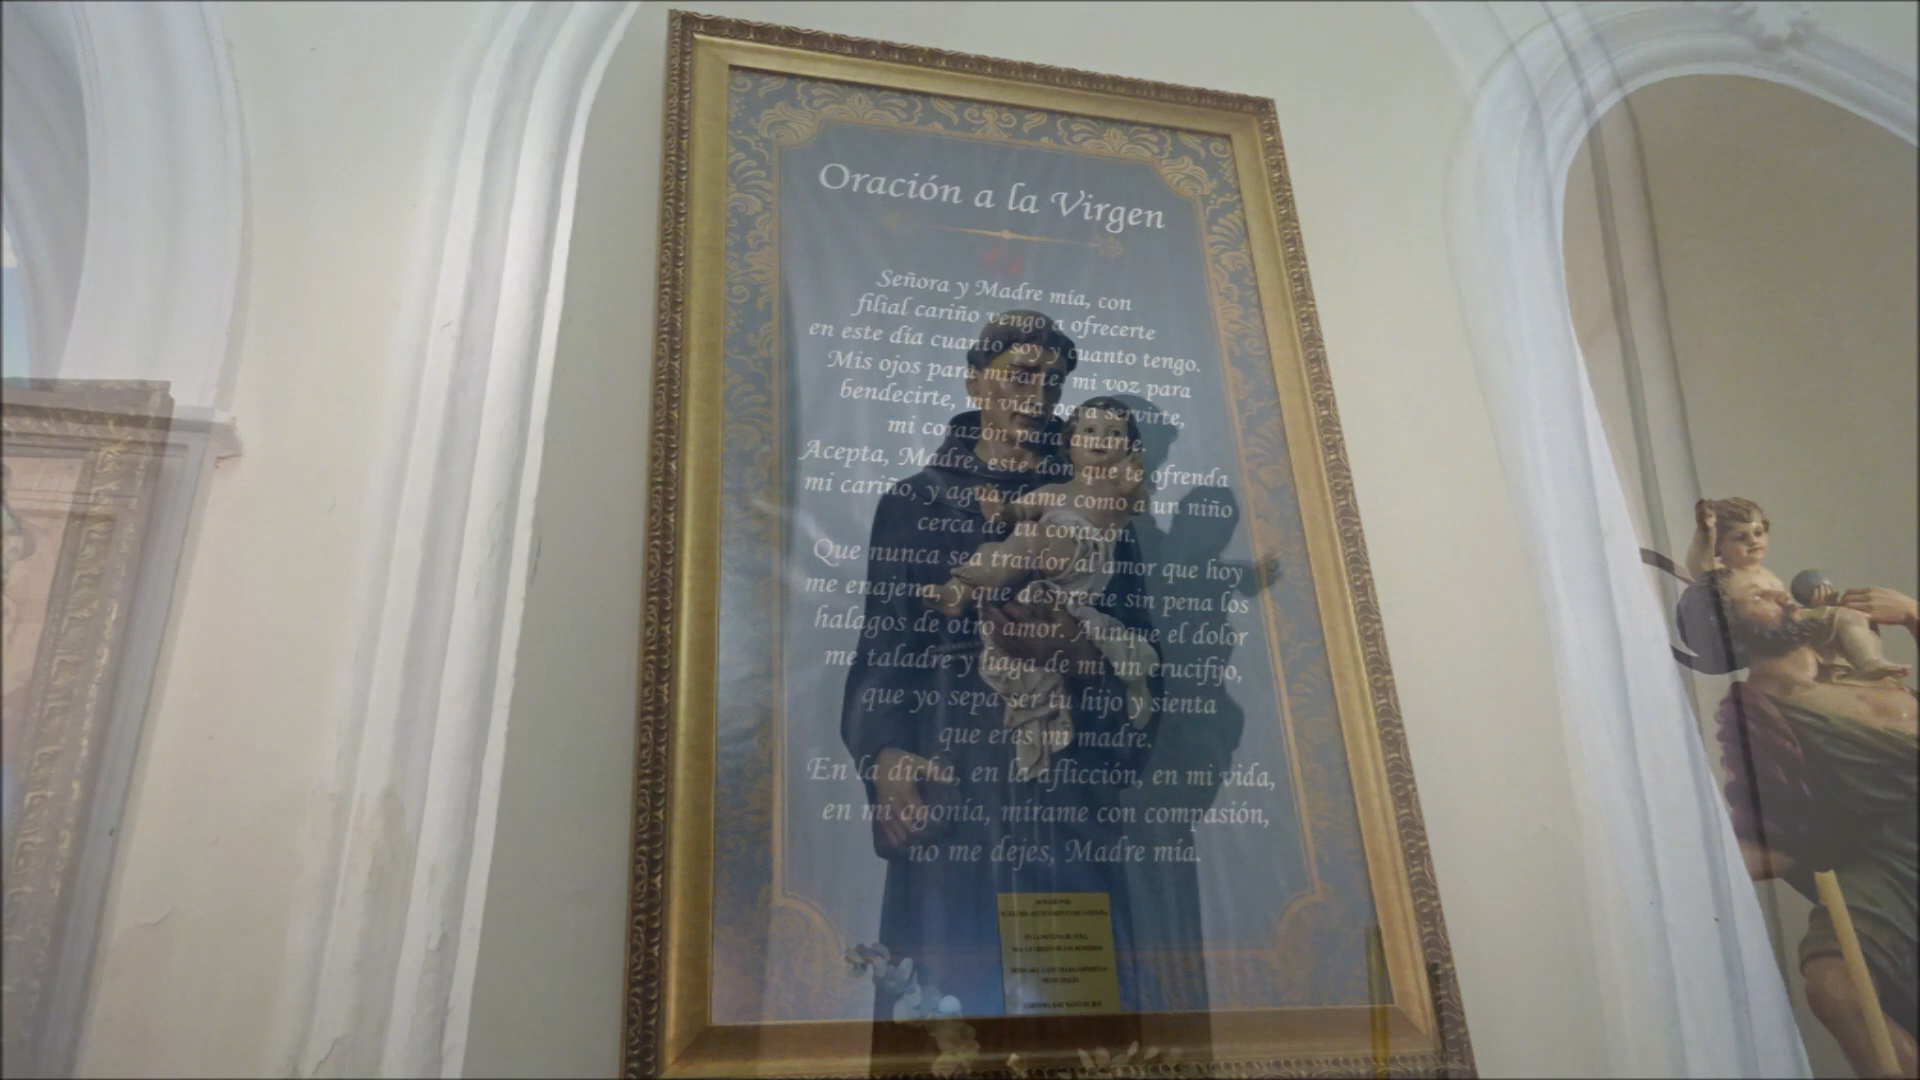 Oración a la Virgen
Señora y Madre mía, con
filial cariño vengo a ofrecerte
en este día cuanto soy y cuanto tengo.
Mis ojos para mirarte, mi voz para
bendecirte, mi vida para servirte,
mi corazón para amarte.
Acepta, Madre, este don que te ofrenda
mi cariño, y aguárdame como a un niño
cerca de tu corazón.
Que nunca sea traidor al amor que hoy
me enajena, y que desprecie sin pena los
halagos de otro amor. Aunque el dolor
me taladre y haga de mí un crucifijo,
que yo sepa ser tu hijo y sienta
que eres mi madre.
En la dicha, en la aflicción, en mi vida,
en mi agonía, mírame con compasión,
no me dejes, Madre mía.